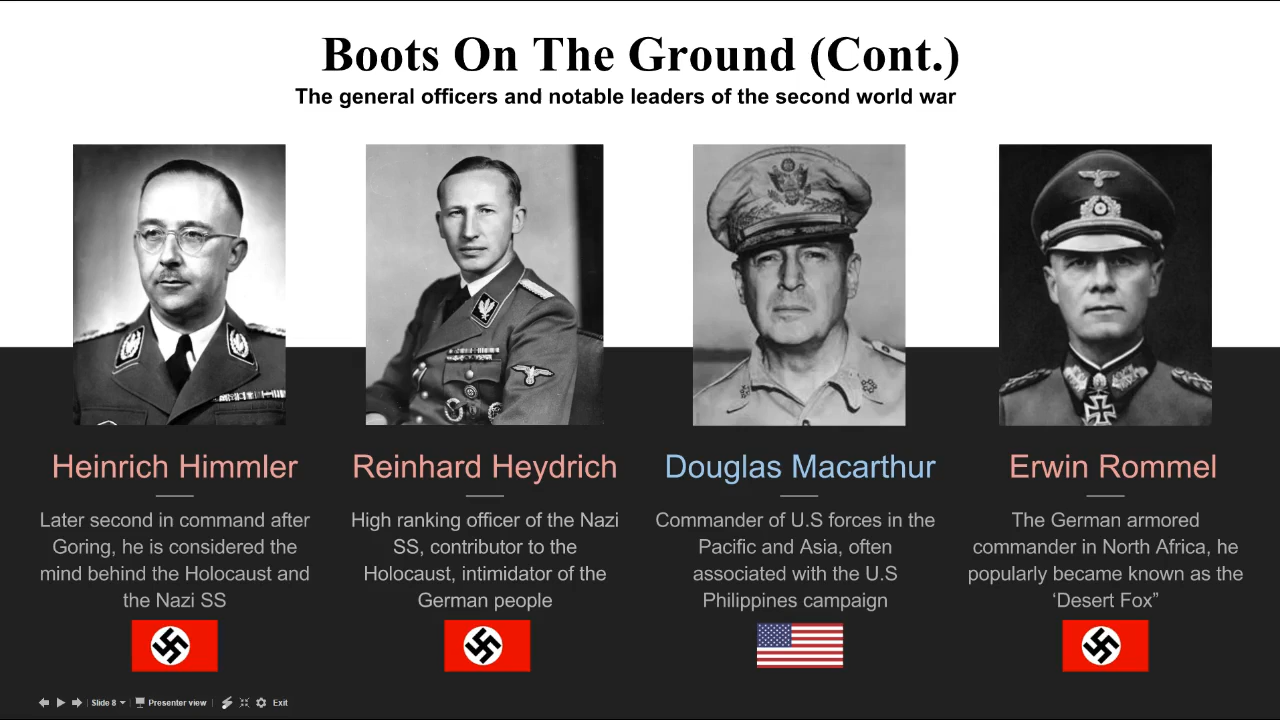 Boots On The Ground (Cont.)
The general officers and notable leaders of the second world war
Heinrich Himmler
Later second in command after
Goring, he is considered the
mind behind the Holocaust and
the Nazi SS
Reinhard Heydrich
High ranking officer of the Nazi
SS, contributor to the
Holocaust, intimidator of the
German people
Douglas Macarthur
Commander of U.S forces in the
Pacific and Asia, often
associated with the U.S
Philippines campaign
Erwin Rommel
The German armored
commander in North Africa, he
popularly became known as the
‘Desert Fox”
Slide 8 Presenter view Exit